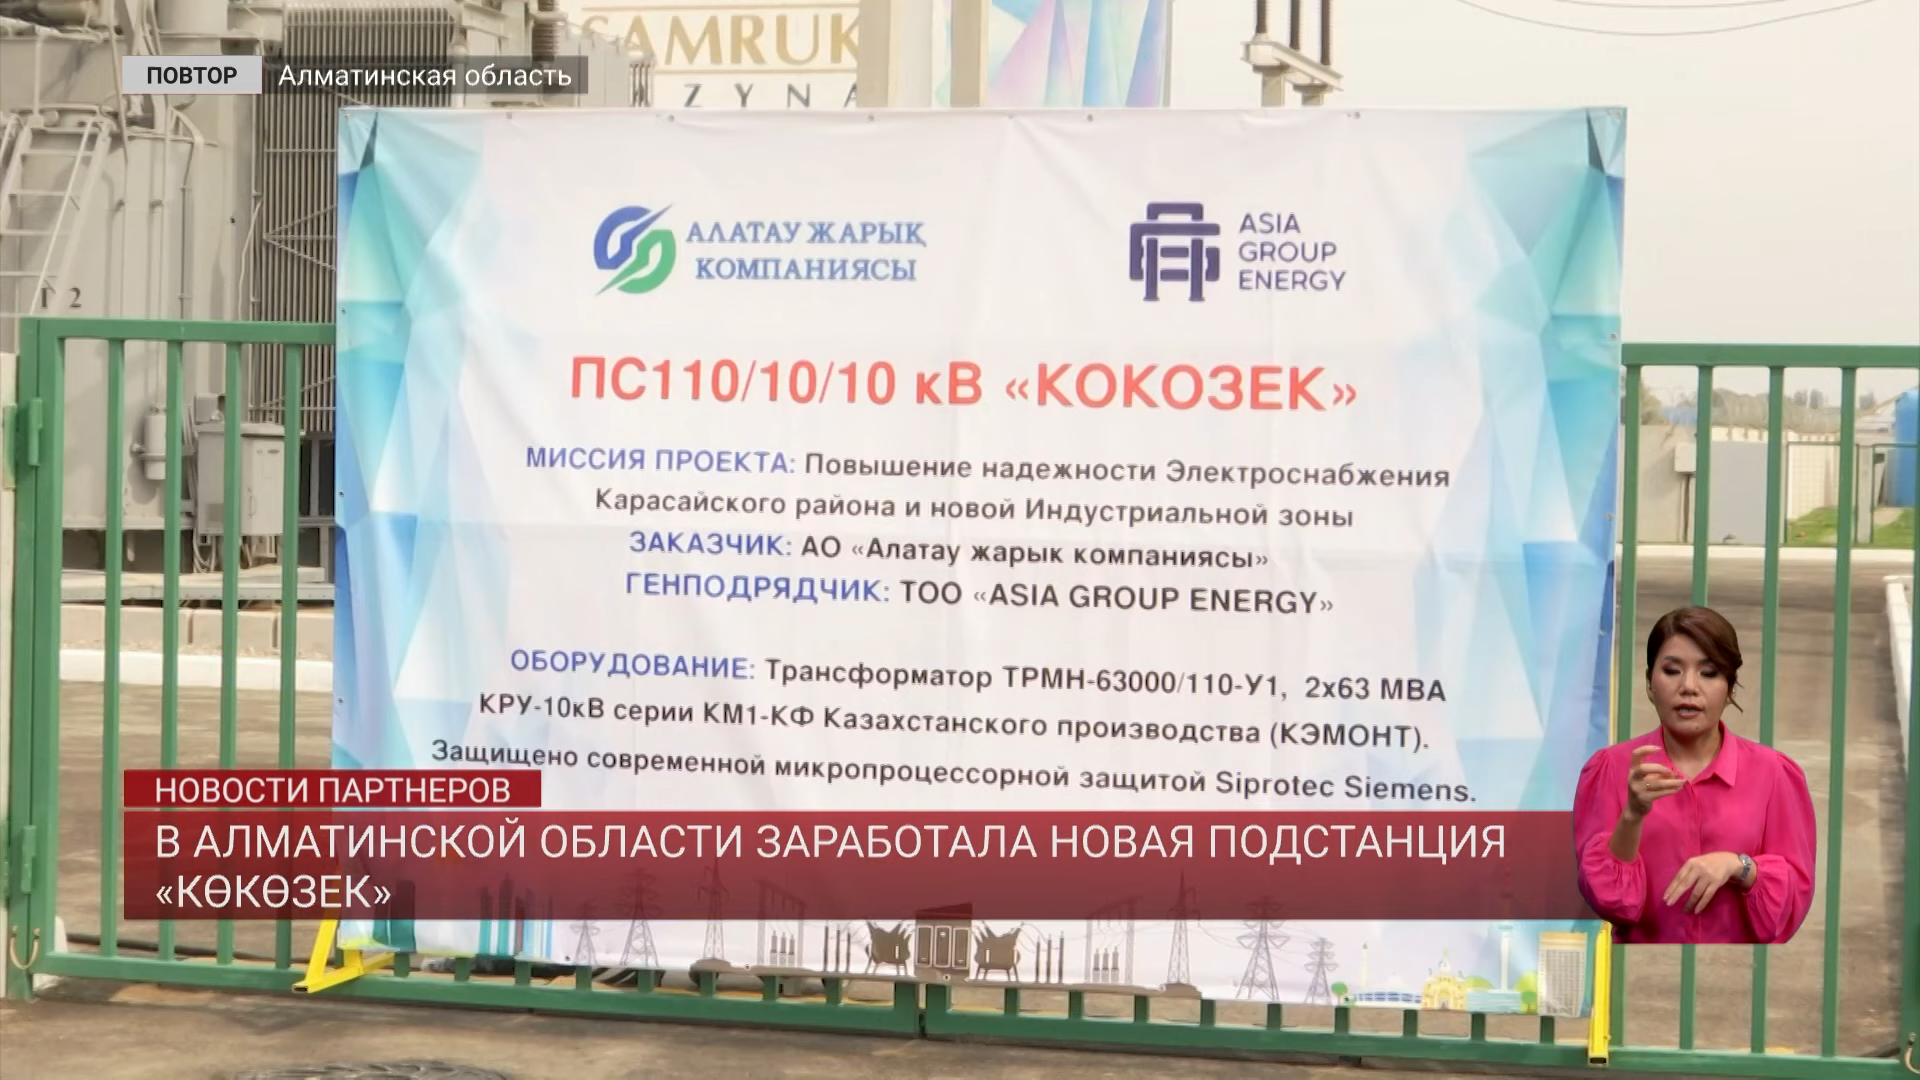 SAMRUK
ZYNA
ПОВТОР
Алматинская область
АЛАТАУ ЖАРЫҚ
КОМПАНИЯСЫ
ASIA
GROUP
ENERGY
2
ПС110/10/10 кВ «КОКОЗЕК»
МИССИЯ ПРОЕКТА: Повышение надежности Электроснабжения
Карасайского района и новой Индустриальной зоны
ЗАКАЗЧИК: АО «Алатау жарык компаниясы»
ГЕНПОДРЯДЧИК: ТОО «ASIA GROUP ENERGY»
ОБОРУДОВАНИЕ: Трансформатор ТРМН-63000/110-У1, 2х63 МВА
КРУ-10кВ серии КМ1-КФ Казахстанского производства (КЭМОНТ).
Защищено современной микропроцессорной защитой Siprotec Siemens.
НОВОСТИ ПАРТНЕРОВ
В АЛМАТИНСКОЙ ОБЛАСТИ ЗАРАБОТАЛА НОВАЯ ПОДСТАНЦИЯ
«КӨКӨЗЕК»